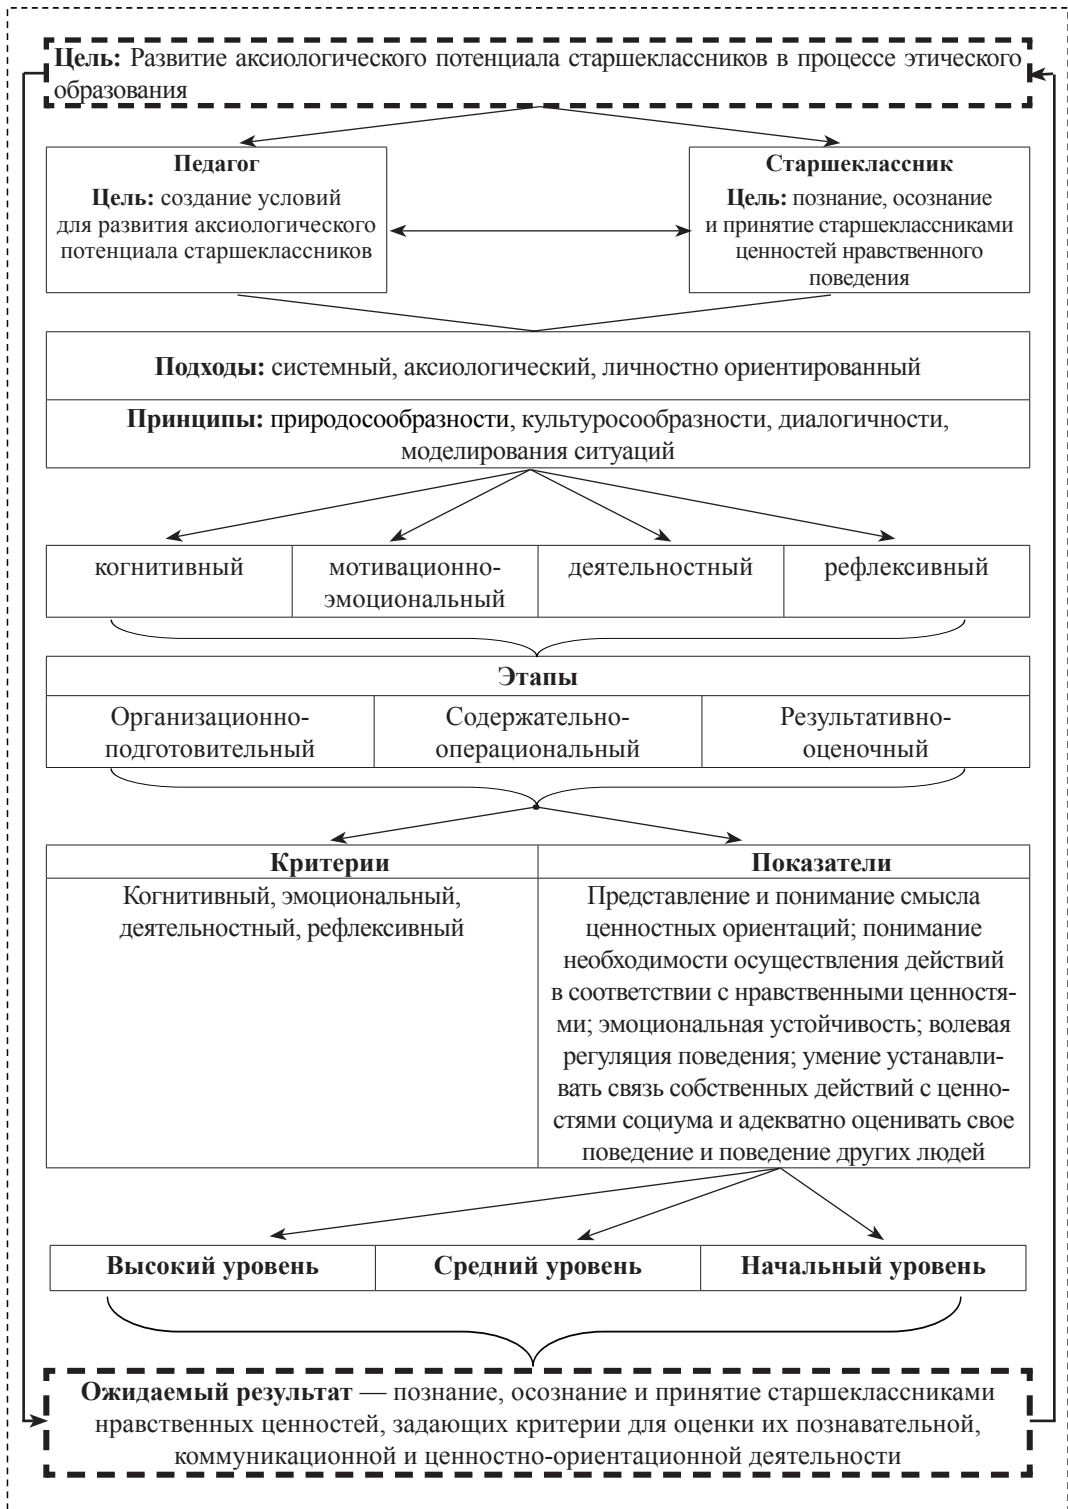 Цель: Развитие аксиологического потенциала старшеклассников в процессе этического
образования
Педагог
Цель: создание условий
для развития аксиологического
потенциала старшеклассников
Старшеклассник
Цель: познание, осознание
и принятие старшеклассниками
ценностей нравственного
поведения
Подходы: системный, аксиологический, личностно ориентированный
Принципы: природосообразности, культуросообразности, диалогичности,
моделирования ситуаций
когнитивный
мотивационно-
эмоциональный
деятельностный
рефлексивный
Этапы
Организационно-
подготовительный
Содержательно-
операциональный
Результативно-
оценочный
Критерии
Когнитивный, эмоциональный,
деятельностный, рефлексивный
Показатели
Представление и понимание смысла
ценностных ориентаций; понимание
необходимости осуществления действий
в соответствии с нравственными ценностя-
ми; эмоциональная устойчивость; волевая
регуляция поведения; умение устанавли-
вать связь собственных действий с ценно-
стями социума и адекватно оценивать свое
поведение и поведение других людей
Высокий уровень
Средний уровень
Начальный уровень
Ожидаемый результат — познание, осознание и принятие старшеклассниками
нравственных ценностей, задающих критерии для оценки их познавательной,
коммуникационной и ценностно-ориентационной деятельности